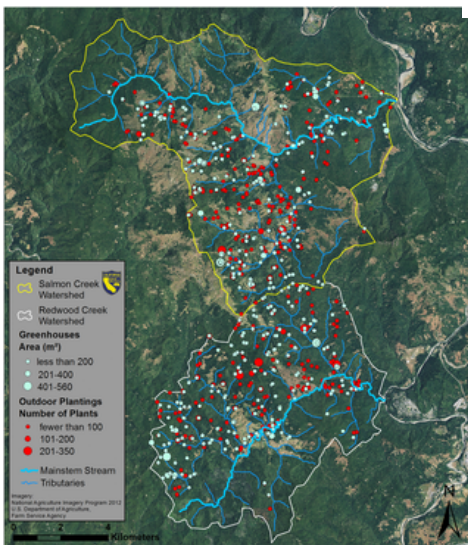 Legend
Salmon Creek
Watershed
Redwood Creek
Watershed
Greenhouses
Area (m²)
less than 200
201-400
401-560
Outdoor Plantings
Number of Plants
fewer than 100
101-200
201-350
Mainstem Stream
Tributaries
Imagery:
National Agriculture Imagery Program 2012
U.S. Department of Agriculture,
Farm Service Agency
0 2 4
Kilometers
N